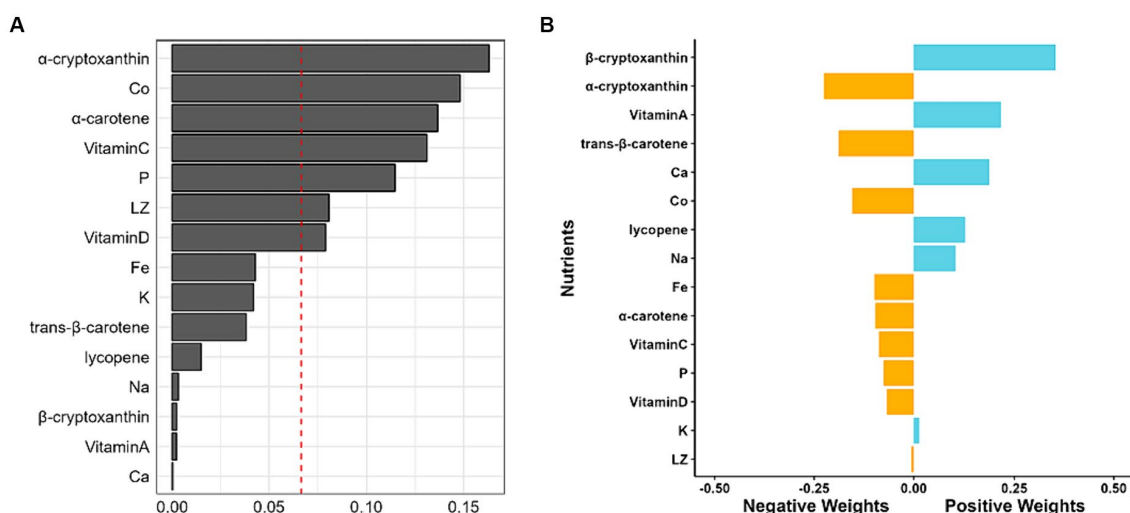 A
α-cryptoxanthin
Co
α-carotene
VitaminC
P
LZ
VitaminD
Fe
K
trans-β-carotene
lycopene
Na
β-cryptoxanthin
VitaminA
Ca
0.00 0.05 0.10 0.15
B
Nutrients
β-cryptoxanthin
α-cryptoxanthin
VitaminA
trans-β-carotene
Ca
Co
lycopene
Na
Fe
α-carotene
VitaminC
P
VitaminD
K
LZ
-0.50 -0.25 0.00 0.25 0.50
Negative Weights Positive Weights